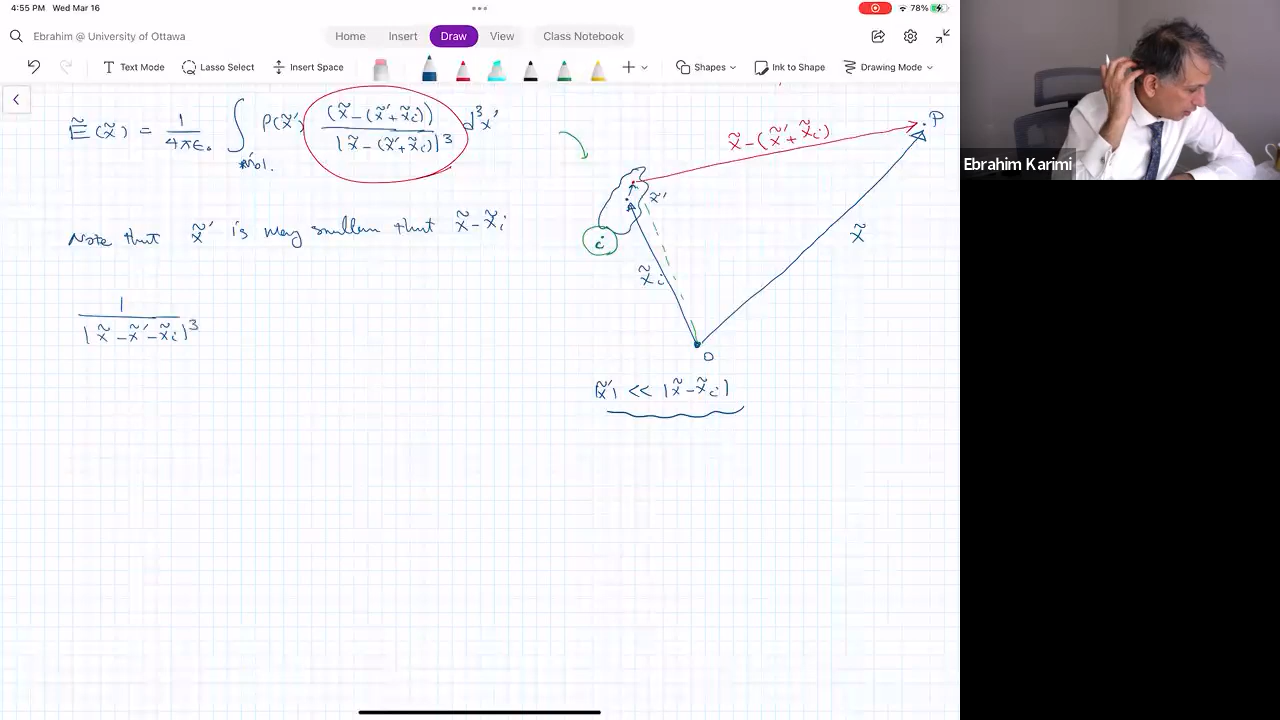 4:55 PM Wed Mar 16
78%
Ebrahim @ University of Ottawa
Home Insert Draw View Class Notebook
Text Mode Lasso Select Insert Space Shapes Ink to Shape Drawing Mode
Ẽ(x̃) = 1/4πε₀ ∫ ρ(x̃') (x̃ − (x̃' + x̃i)) / |x̃ − (x̃' + x̃i)|³ d³x'
mol.
x̃ − (x̃' + x̃i)
P
Ebrahim Karimi
x̃'
Note that x̃' is very smaller that x̃ − x̃i
i
x̃
x̃i
1 / |x̃ − x̃' − x̃i|³
O
|x̃'| << |x̃ − x̃i|